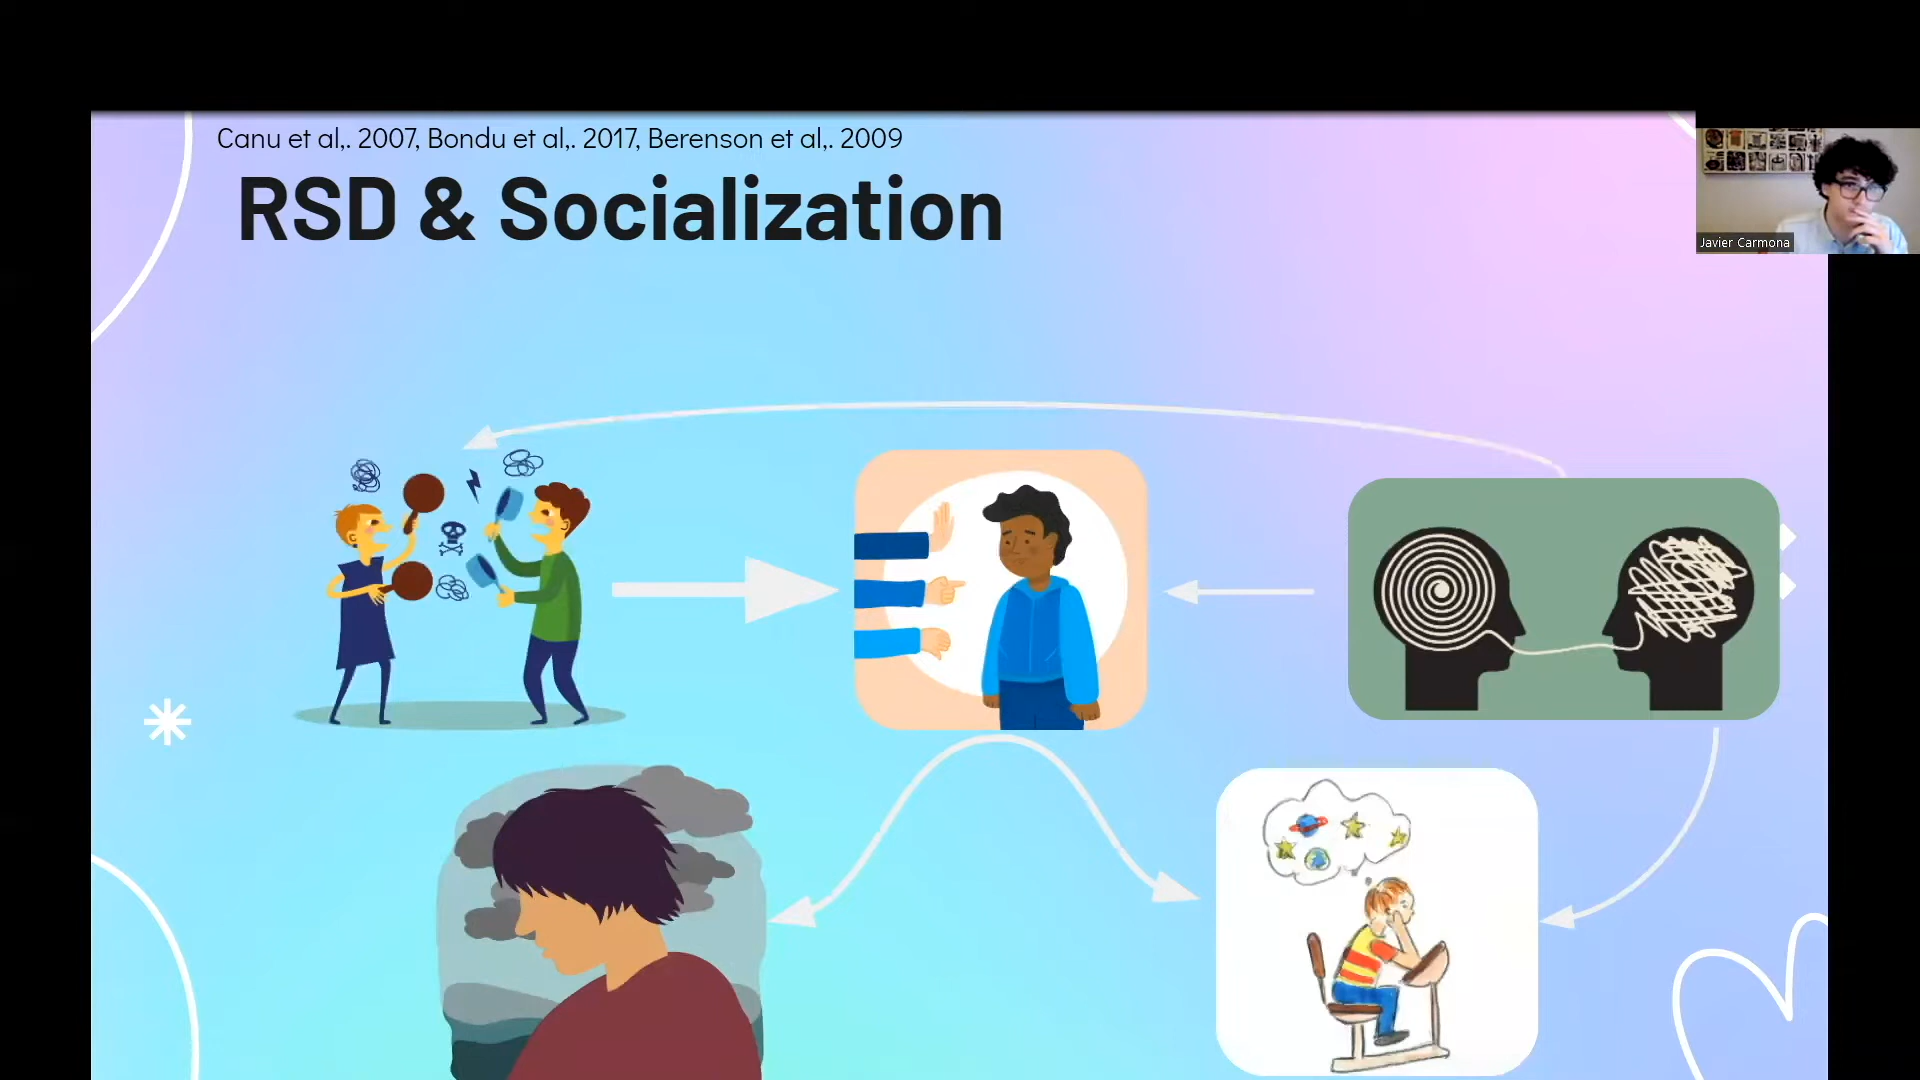 Canu et al,. 2007, Bondu et al,. 2017, Berenson et al,. 2009
RSD & Socialization
Javier Carmona